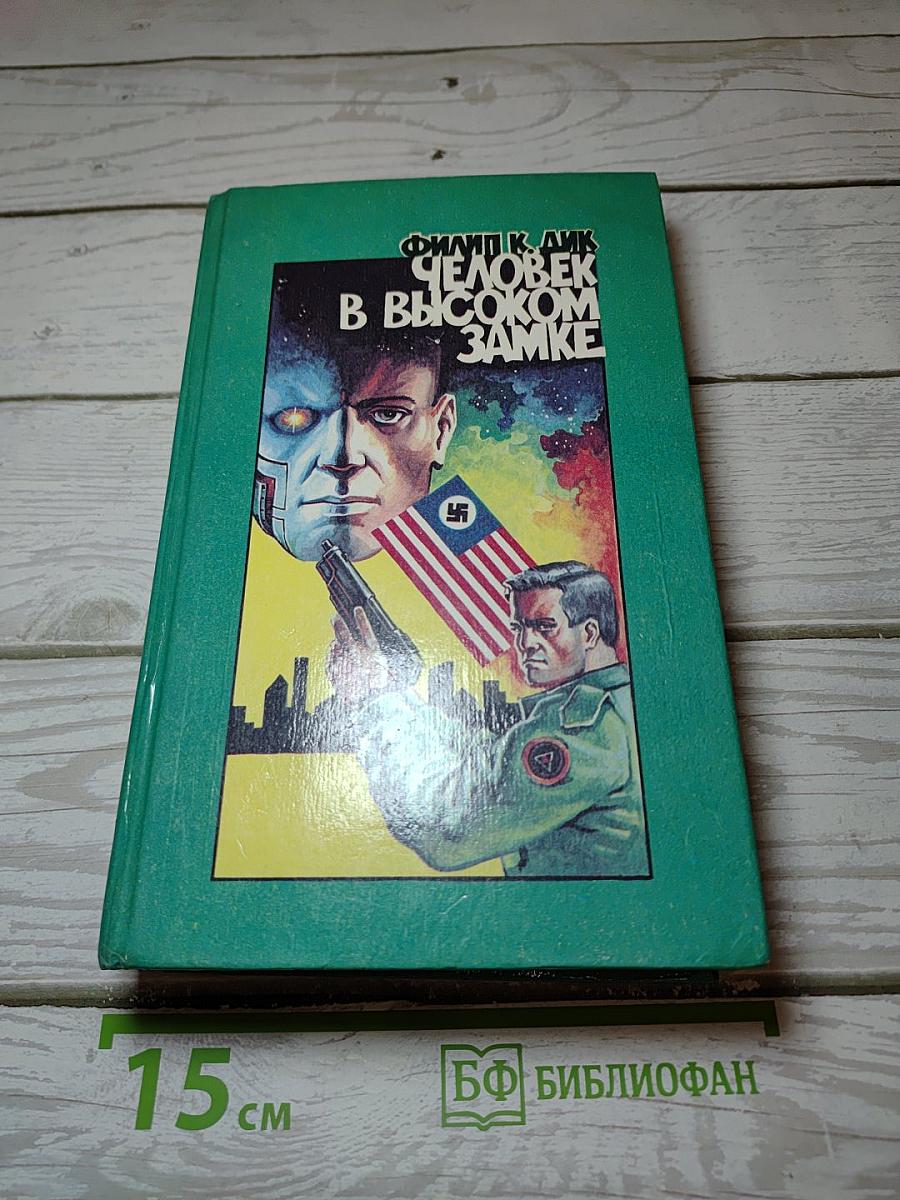 ФИЛИП К. ДИК
ЧЕЛОВЕК
В ВЫСОКОМ
ЗАМКЕ
15 СМ
БФ БИБЛИОФАН